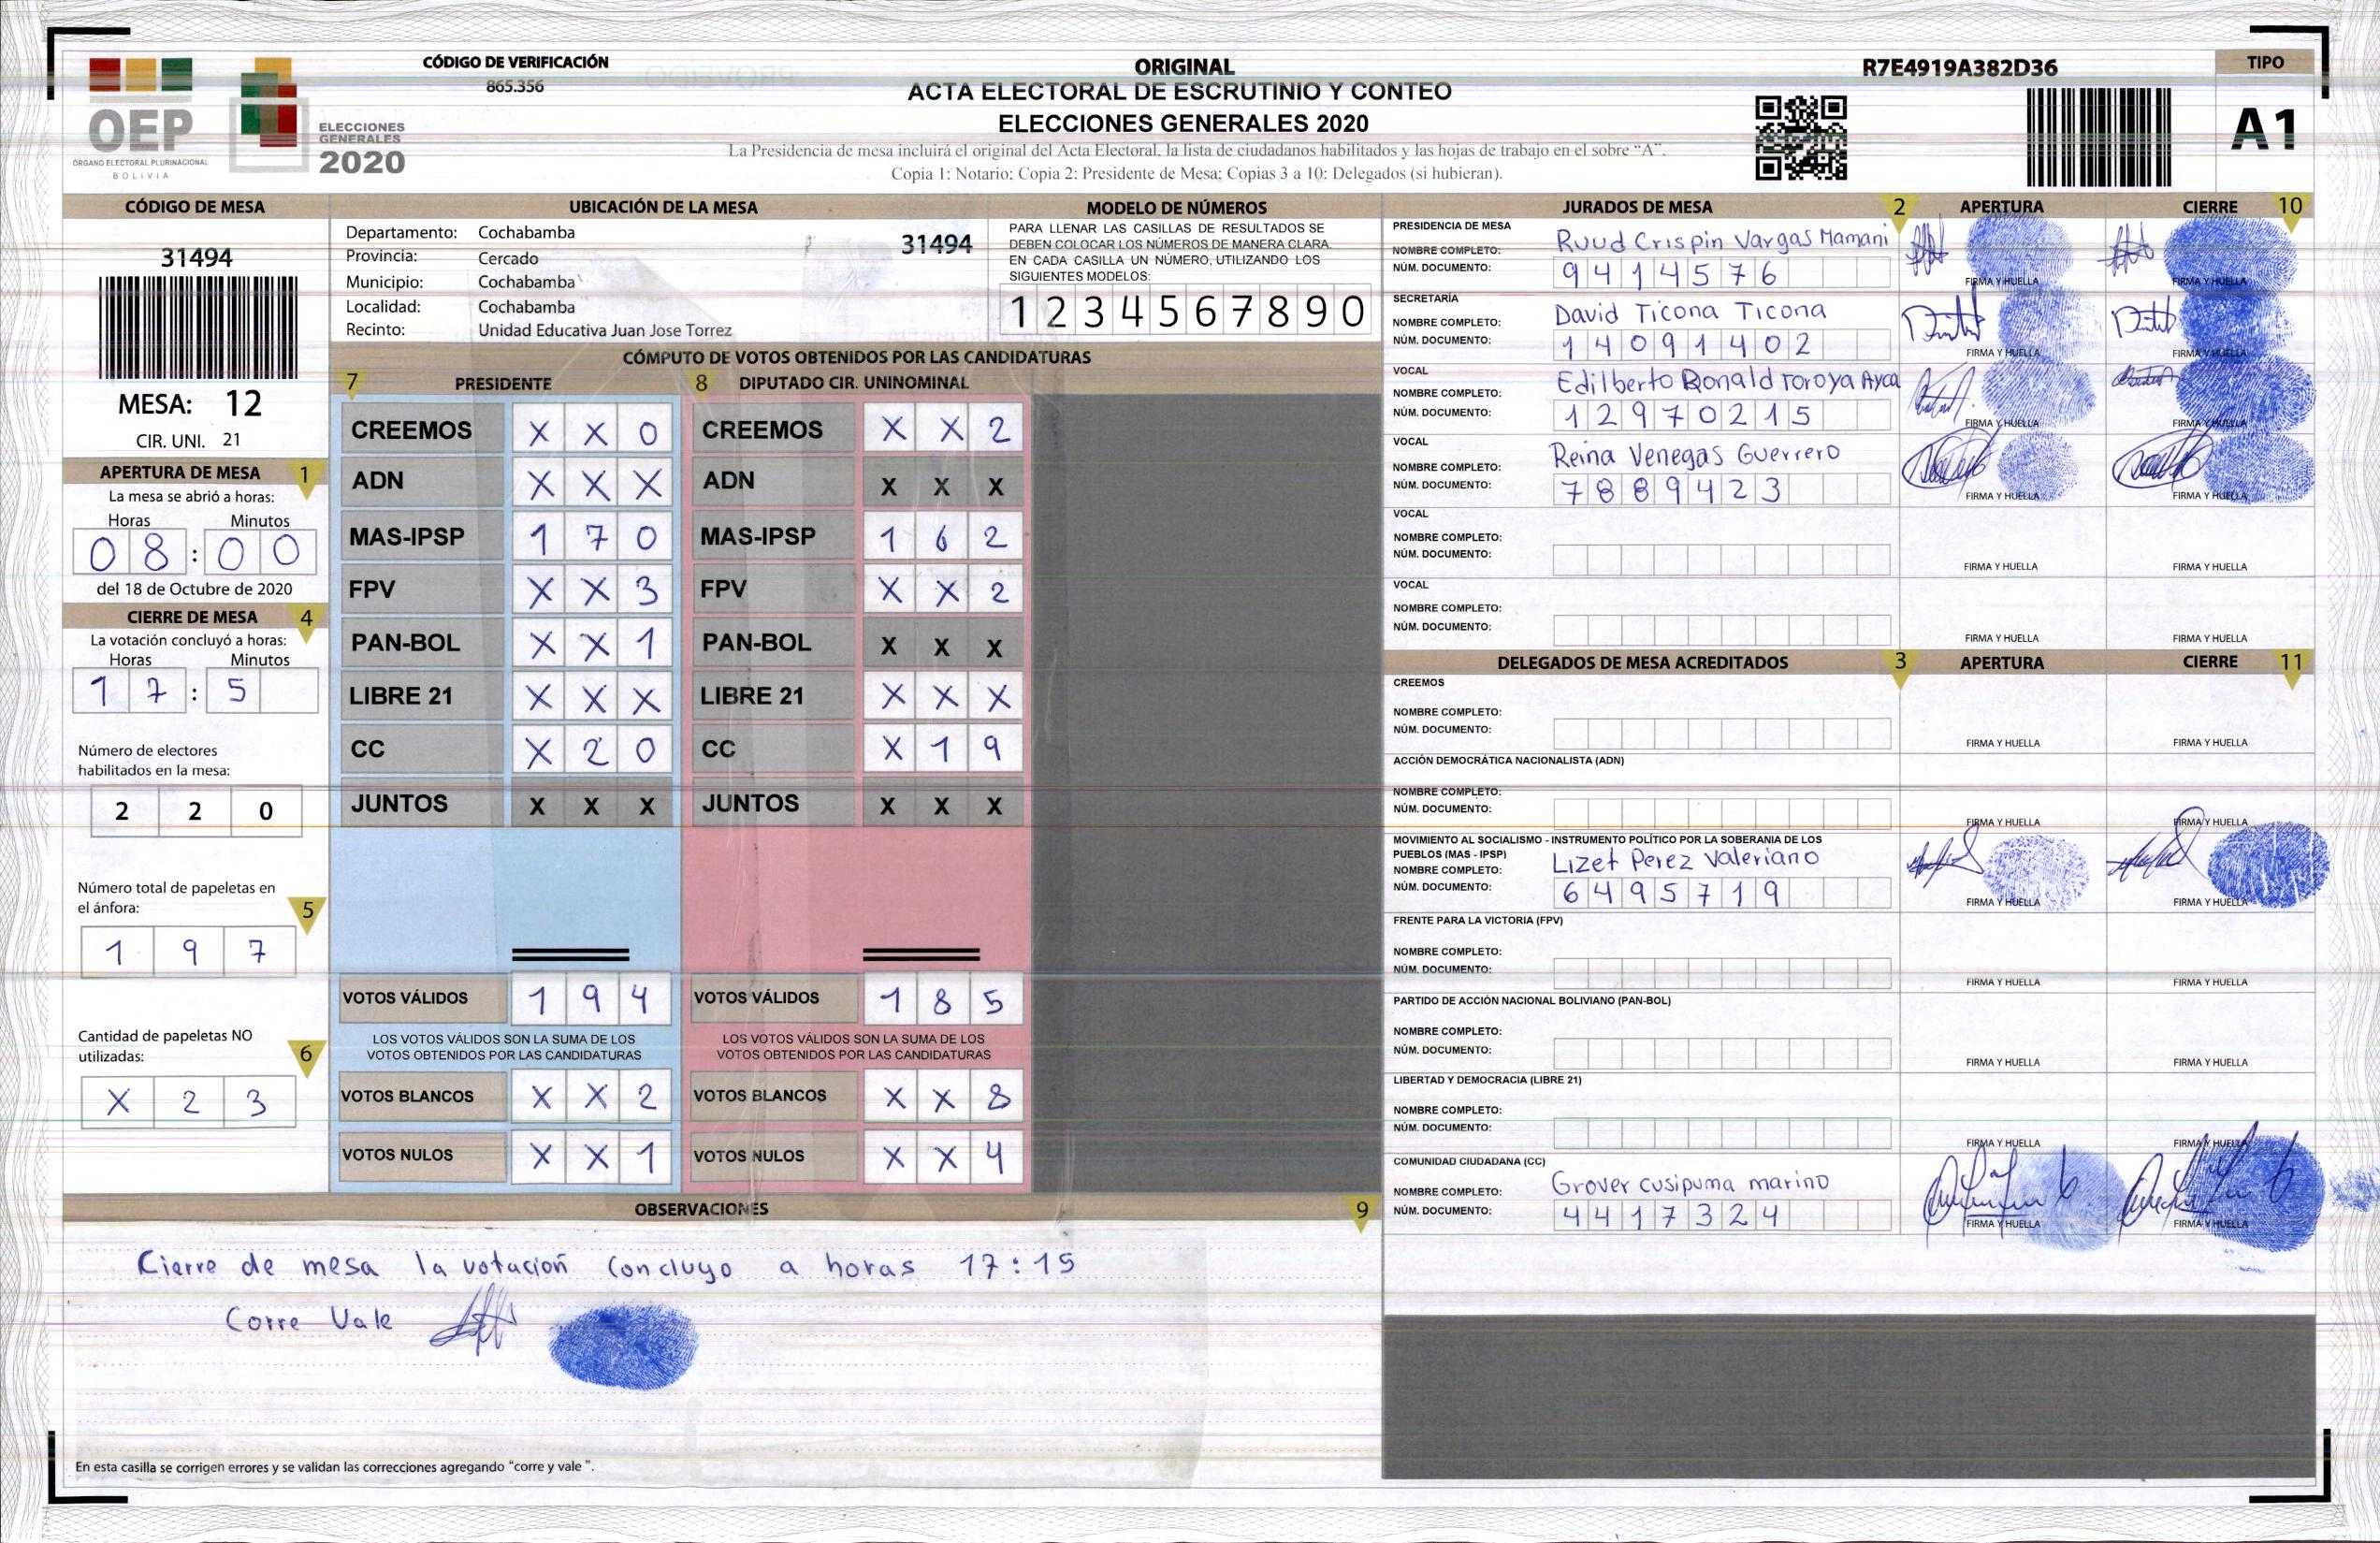 CÓDIGO DE VERIFICACIÓN
865.356
OEP
ÓRGANO ELECTORAL PLURINACIONAL
BOLIVIA
ELECCIONES
GENERALES
2020
ORIGINAL
ACTA ELECTORAL DE ESCRUTINIO Y CONTEO
ELECCIONES GENERALES 2020
La Presidencia de mesa incluirá el original del Acta Electoral, la lista de ciudadanos habilitados y las hojas de trabajo en el sobre “A”.
Copia 1: Notario; Copia 2: Presidente de Mesa; Copias 3 a 10: Delegados (si hubieran).
R7E4919A382D36
TIPO
A1
CÓDIGO DE MESA
31494
MESA: 12
CIR. UNI. 21
APERTURA DE MESA 1
La mesa se abrió a horas:
Horas Minutos
0 8 : 0 0
del 18 de Octubre de 2020
CIERRE DE MESA 4
La votación concluyó a horas:
Horas Minutos
1 7 : 5
Número de electores
habilitados en la mesa:
2 2 0
Número total de papeletas en
el ánfora: 5
1 9 7
Cantidad de papeletas NO
utilizadas: 6
X 2 3
UBICACIÓN DE LA MESA
Departamento: Cochabamba
Provincia: Cercado
Municipio: Cochabamba
Localidad: Cochabamba
Recinto: Unidad Educativa Juan Jose Torrez
31494
MODELO DE NÚMEROS
PARA LLENAR LAS CASILLAS DE RESULTADOS SE
DEBEN COLOCAR LOS NÚMEROS DE MANERA CLARA.
EN CADA CASILLA UN NÚMERO, UTILIZANDO LOS
SIGUIENTES MODELOS:
1 2 3 4 5 6 7 8 9 0
CÓMPUTO DE VOTOS OBTENIDOS POR LAS CANDIDATURAS
7 PRESIDENTE 8 DIPUTADO CIR. UNINOMINAL
CREEMOS X X 0 CREEMOS X X 2
ADN X X X ADN X X X
MAS-IPSP 1 7 0 MAS-IPSP 1 6 2
FPV X X 3 FPV X X 2
PAN-BOL X X 1 PAN-BOL X X X
LIBRE 21 X X X LIBRE 21 X X X
CC X 2 0 CC X 1 9
JUNTOS X X X JUNTOS X X X
VOTOS VÁLIDOS 1 9 4 VOTOS VÁLIDOS 1 8 5
LOS VOTOS VÁLIDOS SON LA SUMA DE LOS LOS VOTOS VÁLIDOS SON LA SUMA DE LOS
VOTOS OBTENIDOS POR LAS CANDIDATURAS VOTOS OBTENIDOS POR LAS CANDIDATURAS
VOTOS BLANCOS X X 2 VOTOS BLANCOS X X 8
VOTOS NULOS X X 1 VOTOS NULOS X X 4
OBSERVACIONES 9
Cierre de mesa la votación Concluyo a horas 17:15
Corre Vale
En esta casilla se corrigen errores y se validan las correcciones agregando “corre y vale ”.
JURADOS DE MESA 2 APERTURA CIERRE 10
PRESIDENCIA DE MESA
NOMBRE COMPLETO: Ruud Crispin Vargas Mamani
NÚM. DOCUMENTO: 9414576
FIRMA Y HUELLA FIRMA Y HUELLA
SECRETARÍA
NOMBRE COMPLETO: David Ticona Ticona
NÚM. DOCUMENTO: 14091402
FIRMA Y HUELLA FIRMA Y HUELLA
VOCAL
NOMBRE COMPLETO: Edilberto Ronald Toroya Ayca
NÚM. DOCUMENTO: 12970215
FIRMA Y HUELLA FIRMA Y HUELLA
VOCAL
NOMBRE COMPLETO: Reina Venegas Guerrero
NÚM. DOCUMENTO: 7889423
FIRMA Y HUELLA FIRMA Y HUELLA
VOCAL
NOMBRE COMPLETO:
NÚM. DOCUMENTO:
FIRMA Y HUELLA FIRMA Y HUELLA
VOCAL
NOMBRE COMPLETO:
NÚM. DOCUMENTO:
FIRMA Y HUELLA FIRMA Y HUELLA
DELEGADOS DE MESA ACREDITADOS 3 APERTURA CIERRE 11
CREEMOS
NOMBRE COMPLETO:
NÚM. DOCUMENTO:
FIRMA Y HUELLA FIRMA Y HUELLA
ACCIÓN DEMOCRÁTICA NACIONALISTA (ADN)
NOMBRE COMPLETO:
NÚM. DOCUMENTO:
FIRMA Y HUELLA FIRMA Y HUELLA
MOVIMIENTO AL SOCIALISMO - INSTRUMENTO POLÍTICO POR LA SOBERANIA DE LOS
PUEBLOS (MAS - IPSP)
NOMBRE COMPLETO: Lizet Perez Valeriano
NÚM. DOCUMENTO: 6495719
FIRMA Y HUELLA FIRMA Y HUELLA
FRENTE PARA LA VICTORIA (FPV)
NOMBRE COMPLETO:
NÚM. DOCUMENTO:
FIRMA Y HUELLA FIRMA Y HUELLA
PARTIDO DE ACCIÓN NACIONAL BOLIVIANO (PAN-BOL)
NOMBRE COMPLETO:
NÚM. DOCUMENTO:
FIRMA Y HUELLA FIRMA Y HUELLA
LIBERTAD Y DEMOCRACIA (LIBRE 21)
NOMBRE COMPLETO:
NÚM. DOCUMENTO:
FIRMA Y HUELLA FIRMA Y HUELLA
COMUNIDAD CIUDADANA (CC)
NOMBRE COMPLETO: Grover cusipuma marino
NÚM. DOCUMENTO: 4417324
FIRMA Y HUELLA FIRMA Y HUELLA